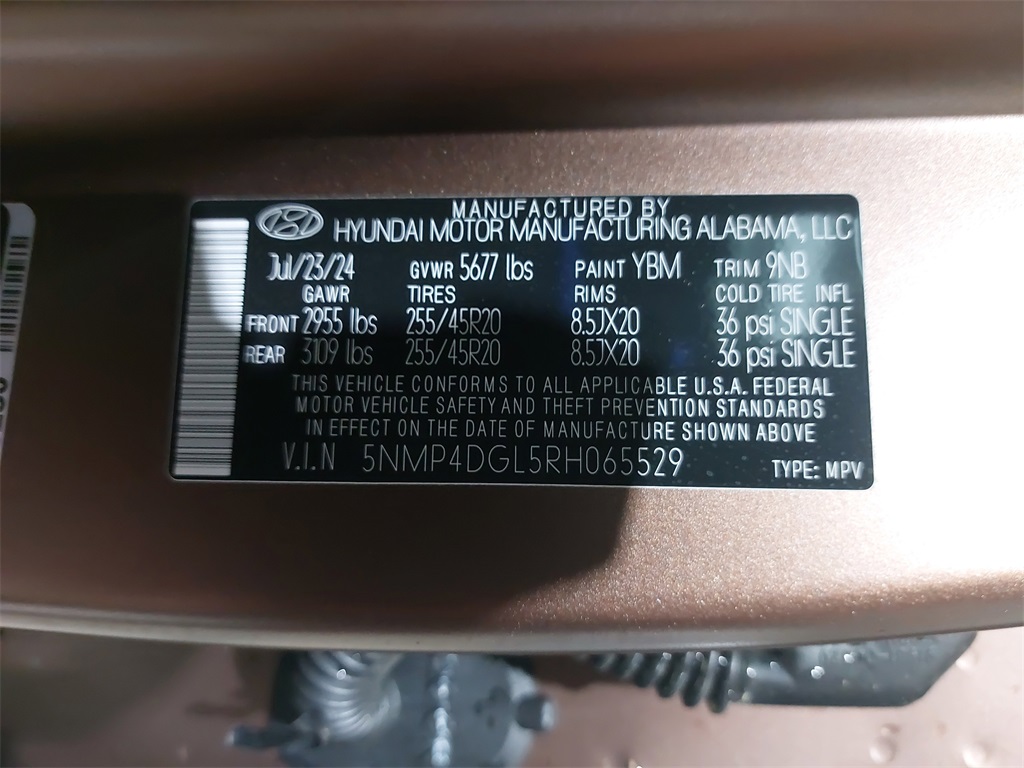 MANUFACTURED BY
HYUNDAI MOTOR MANUFACTURING ALABAMA, LLC
Jul/23/24 GVWR 5677 lbs PAINT YBM TRIM 9NB
GAWR TIRES RIMS COLD TIRE INFL
FRONT 2955 lbs 255/45R20 8.5JX20 36 psi SINGLE
REAR 3109 lbs 255/45R20 8.5JX20 36 psi SINGLE
THIS VEHICLE CONFORMS TO ALL APPLICABLE U.S.A. FEDERAL
MOTOR VEHICLE SAFETY AND THEFT PREVENTION STANDARDS
IN EFFECT ON THE DATE OF MANUFACTURE SHOWN ABOVE
V.I.N 5NMP4DGL5RH065529 TYPE: MPV